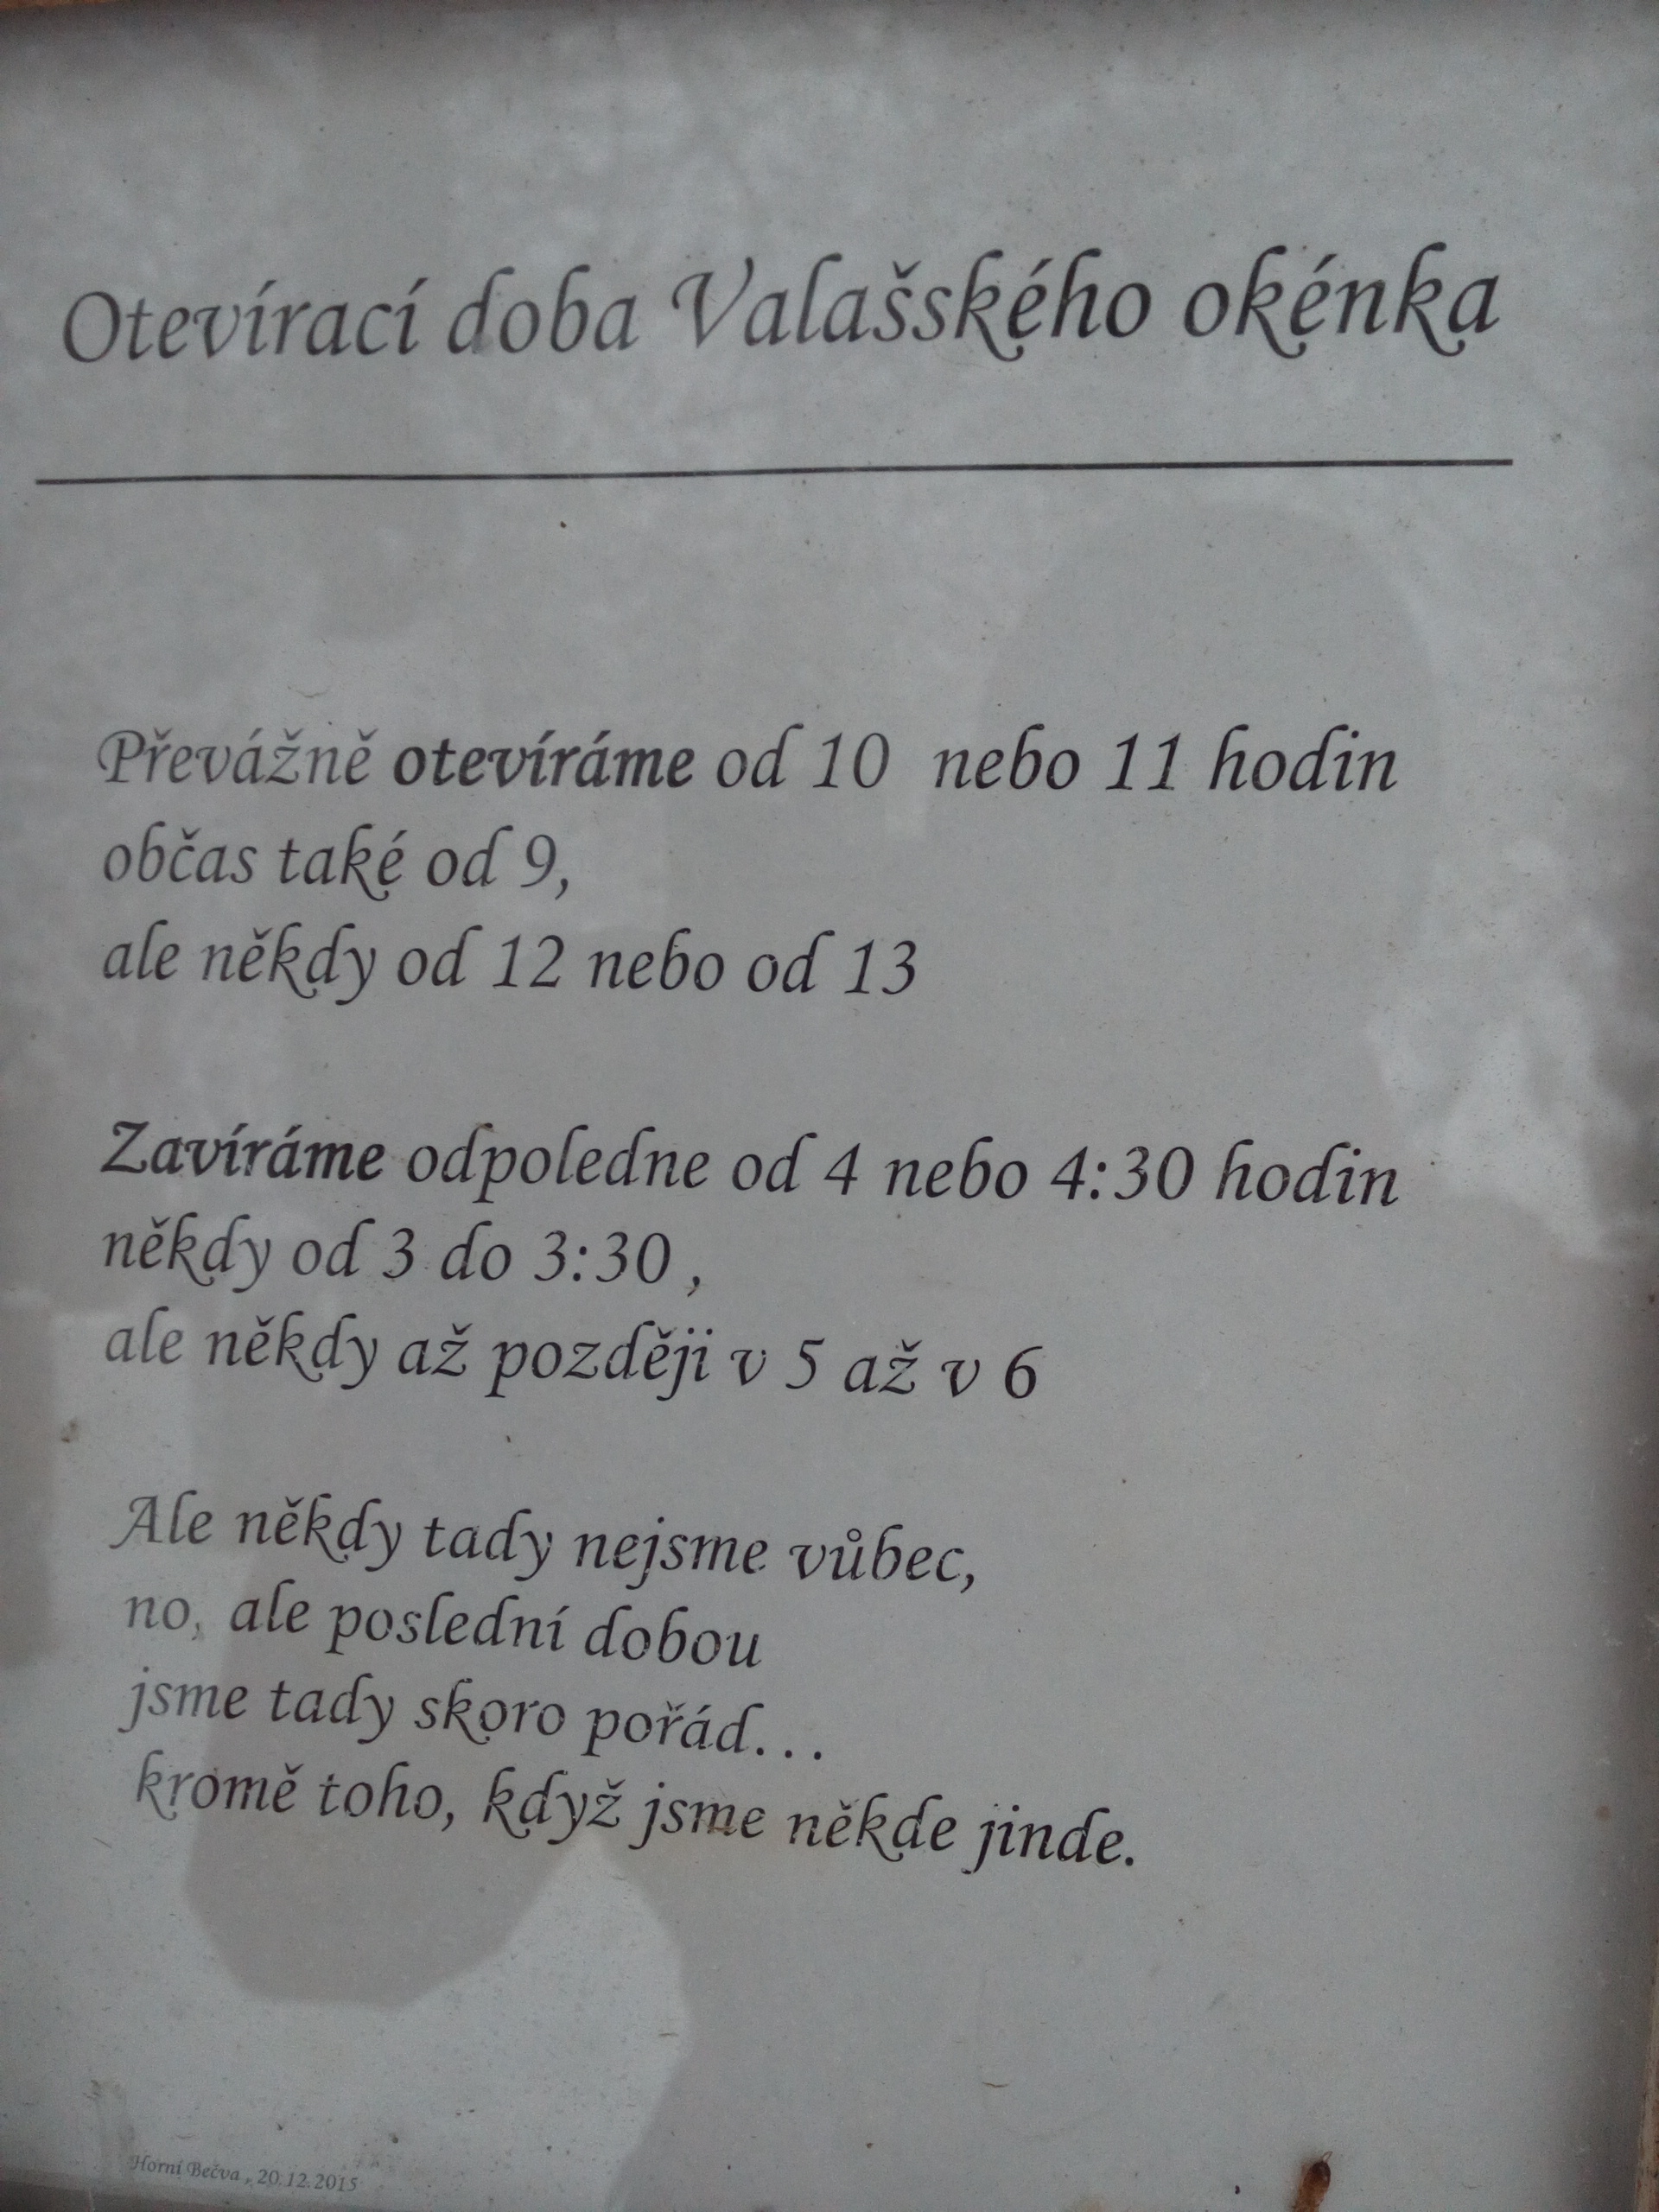 Otevírací doba Valašského okénka
Převážně otevíráme od 10 nebo 11 hodin
občas také od 9,
ale někdy od 12 nebo od 13
Zavíráme odpoledne od 4 nebo 4:30 hodin
někdy od 3 do 3:30 ,
ale někdy až později v 5 až v 6
Ale někdy tady nejsme vůbec,
no, ale poslední dobou
jsme tady skoro pořád...
kromě toho, když jsme někde jinde.
Horní Bečva , 20.12.2015